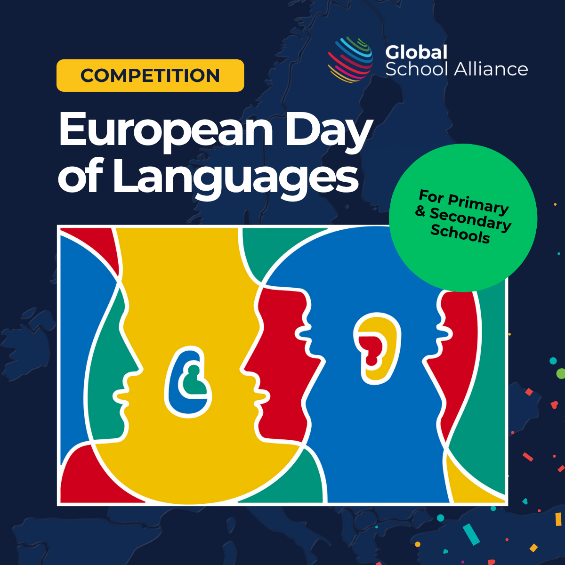 Global
School Alliance
COMPETITION
European Day
of Languages
For Primary
& Secondary
Schools